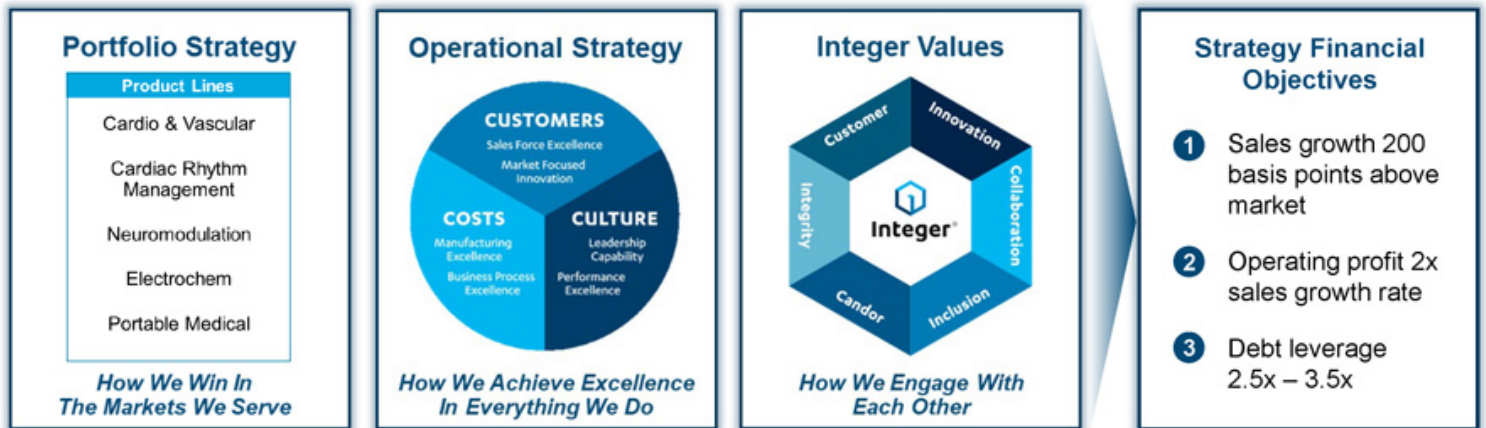 Portfolio Strategy
Product Lines
Cardio & Vascular
Cardiac Rhythm
Management
Neuromodulation
Electrochem
Portable Medical
How We Win In
The Markets We Serve
Operational Strategy
CUSTOMERS
Sales Force Excellence
Market Focused
Innovation
COSTS
Manufacturing
Excellence
Business Process
Excellence
CULTURE
Leadership
Capability
Performance
Excellence
How We Achieve Excellence
In Everything We Do
Integer Values
Customer
Innovation
Collaboration
Inclusion
Candor
Integrity
Integer®
How We Engage With
Each Other
Strategy Financial
Objectives
1 Sales growth 200
basis points above
market
2 Operating profit 2x
sales growth rate
3 Debt leverage
2.5x – 3.5x